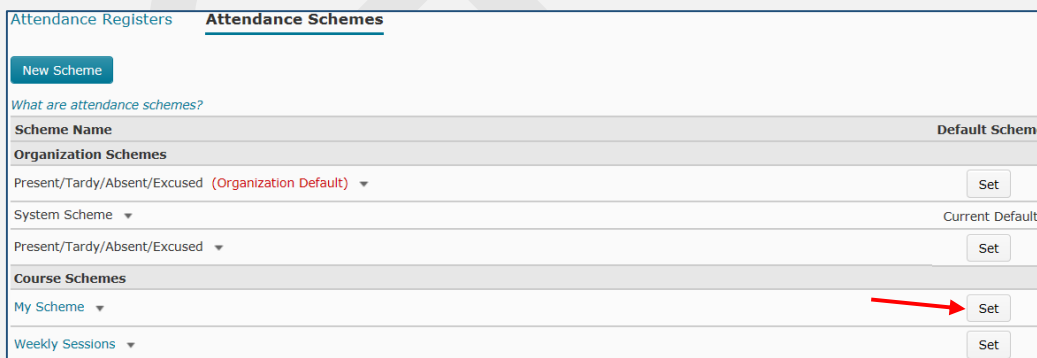 Attendance Registers Attendance Schemes
New Scheme
What are attendance schemes?
Scheme Name Default Schem
Organization Schemes
Present/Tardy/Absent/Excused (Organization Default) Set
System Scheme Current Default
Present/Tardy/Absent/Excused Set
Course Schemes
My Scheme Set
Weekly Sessions Set